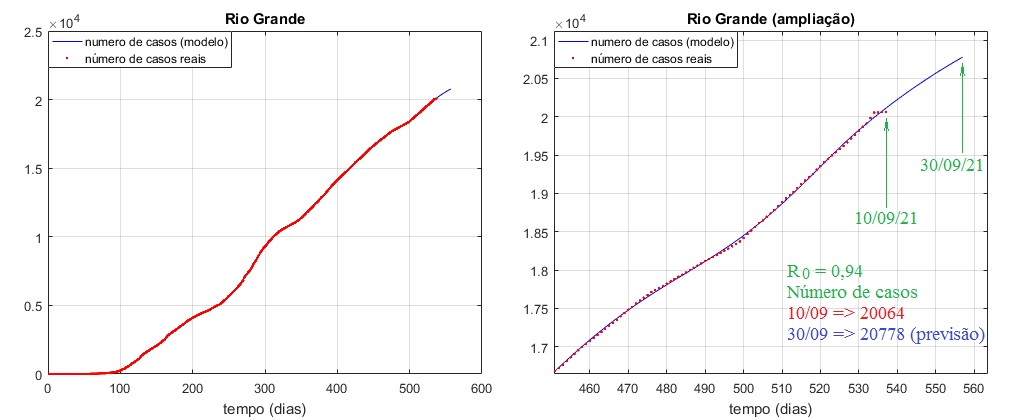 Rio Grande
×10⁴
numero de casos (modelo)
número de casos reais
2.5
2
1.5
1
0.5
0
0 100 200 300 400 500 600
tempo (dias)
Rio Grande (ampliação)
×10⁴
numero de casos (modelo)
número de casos reais
2.1
2.05
2
1.95
1.9
1.85
1.8
1.75
1.7
30/09/21
10/09/21
R0 = 0,94
Número de casos
10/09 => 20064
30/09 => 20778 (previsão)
460 470 480 490 500 510 520 530 540 550 560
tempo (dias)